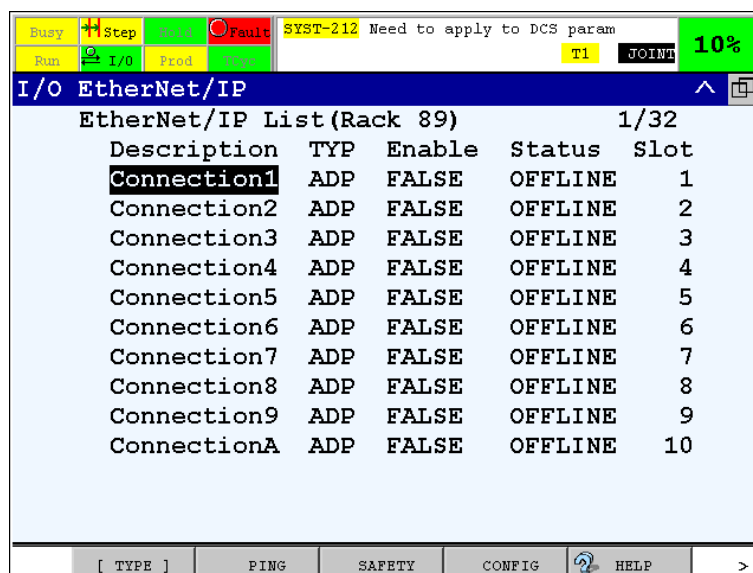 Busy Step Hold Fault SYST-212 Need to apply to DCS param
Run I/O Prod TCyc T1 JOINT 10%
I/O EtherNet/IP
EtherNet/IP List(Rack 89) 1/32
Description TYP Enable Status Slot
Connection1 ADP FALSE OFFLINE 1
Connection2 ADP FALSE OFFLINE 2
Connection3 ADP FALSE OFFLINE 3
Connection4 ADP FALSE OFFLINE 4
Connection5 ADP FALSE OFFLINE 5
Connection6 ADP FALSE OFFLINE 6
Connection7 ADP FALSE OFFLINE 7
Connection8 ADP FALSE OFFLINE 8
Connection9 ADP FALSE OFFLINE 9
ConnectionA ADP FALSE OFFLINE 10
[ TYPE ] PING SAFETY CONFIG HELP >